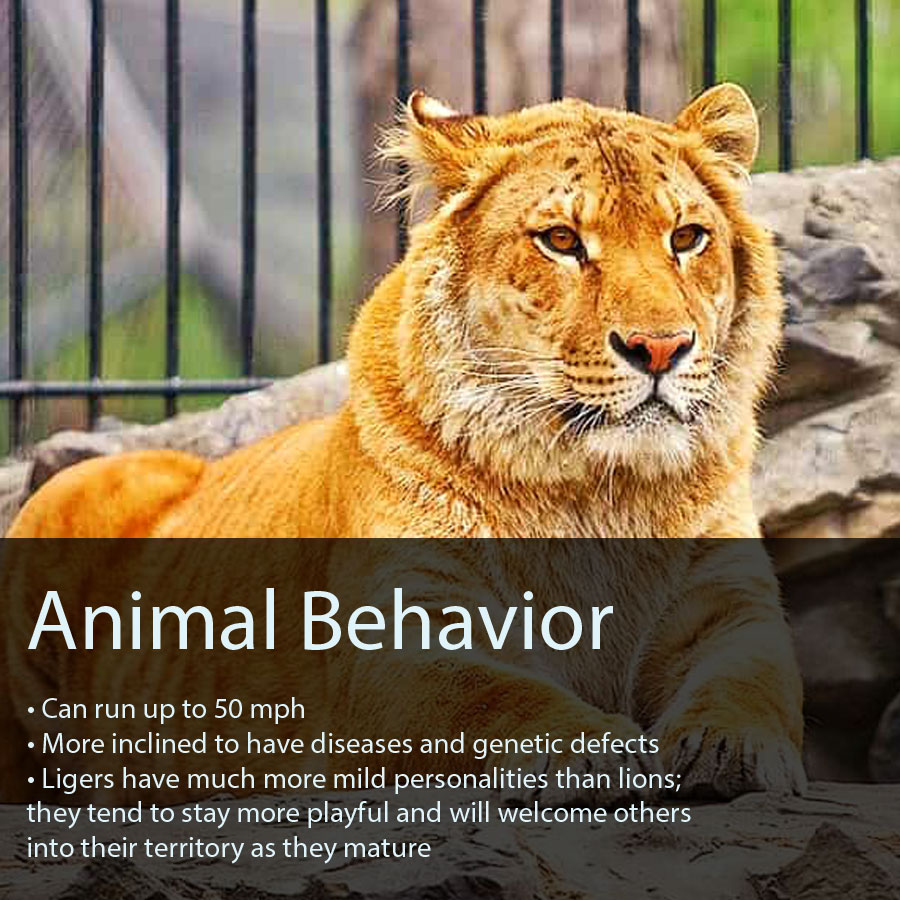 Animal Behavior
• Can run up to 50 mph
• More inclined to have diseases and genetic defects
• Ligers have much more mild personalities than lions;
they tend to stay more playful and will welcome others
into their territory as they mature